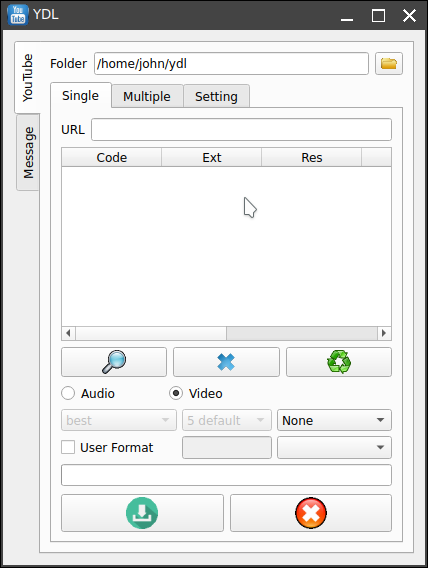 You
Tube
YDL
YouTube
Message
Folder /home/john/ydl
Single Multiple Setting
URL
Code Ext Res
Audio Video
best 5 default None
User Format